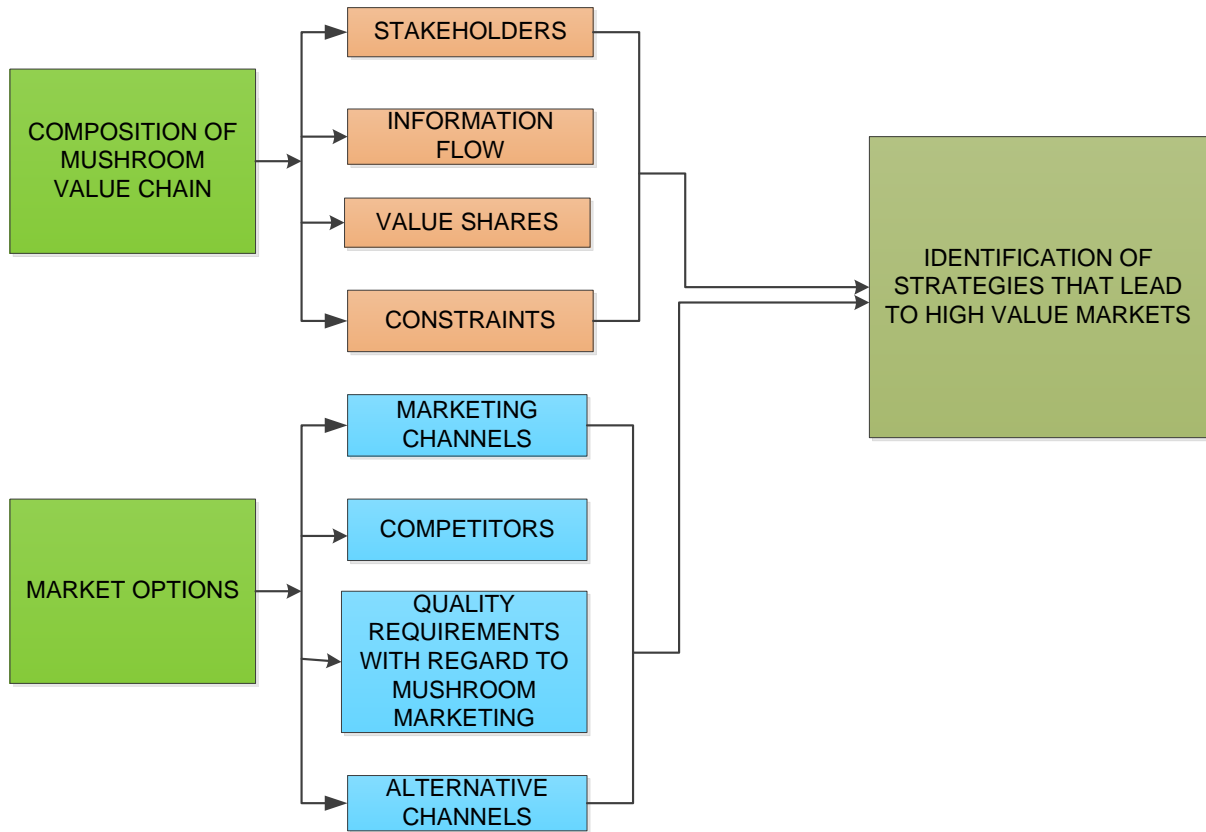 COMPOSITION OF
MUSHROOM
VALUE CHAIN
STAKEHOLDERS
INFORMATION
FLOW
VALUE SHARES
CONSTRAINTS
MARKET OPTIONS
MARKETING
CHANNELS
COMPETITORS
QUALITY
REQUIREMENTS
WITH REGARD TO
MUSHROOM
MARKETING
ALTERNATIVE
CHANNELS
IDENTIFICATION OF
STRATEGIES THAT LEAD
TO HIGH VALUE MARKETS